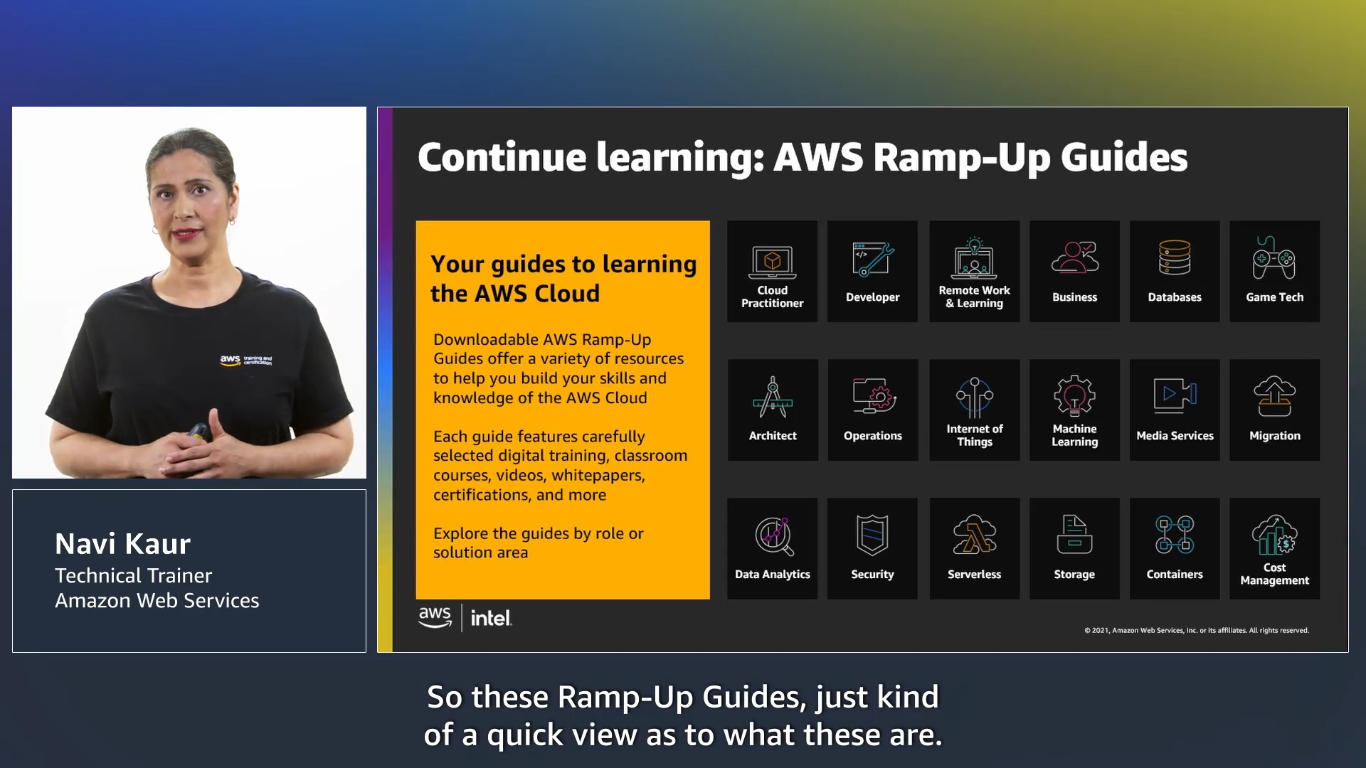 Continue learning: AWS Ramp-Up Guides
Your guides to learning
the AWS Cloud
Downloadable AWS Ramp-Up
Guides offer a variety of resources
to help you build your skills and
knowledge of the AWS Cloud
Each guide features carefully
selected digital training, classroom
courses, videos, whitepapers,
certifications, and more
Explore the guides by role or
solution area
Cloud
Practitioner
Developer
Remote Work
& Learning
Business
Databases
Game Tech
Architect
Operations
Internet of
Things
Machine
Learning
Media Services
Migration
Data Analytics
Security
Serverless
Storage
Containers
Cost
Management
aws | intel.
© 2021, Amazon Web Services, Inc. or its affiliates. All rights reserved.
aws training and
certification
Navi Kaur
Technical Trainer
Amazon Web Services
So these Ramp-Up Guides, just kind
of a quick view as to what these are.